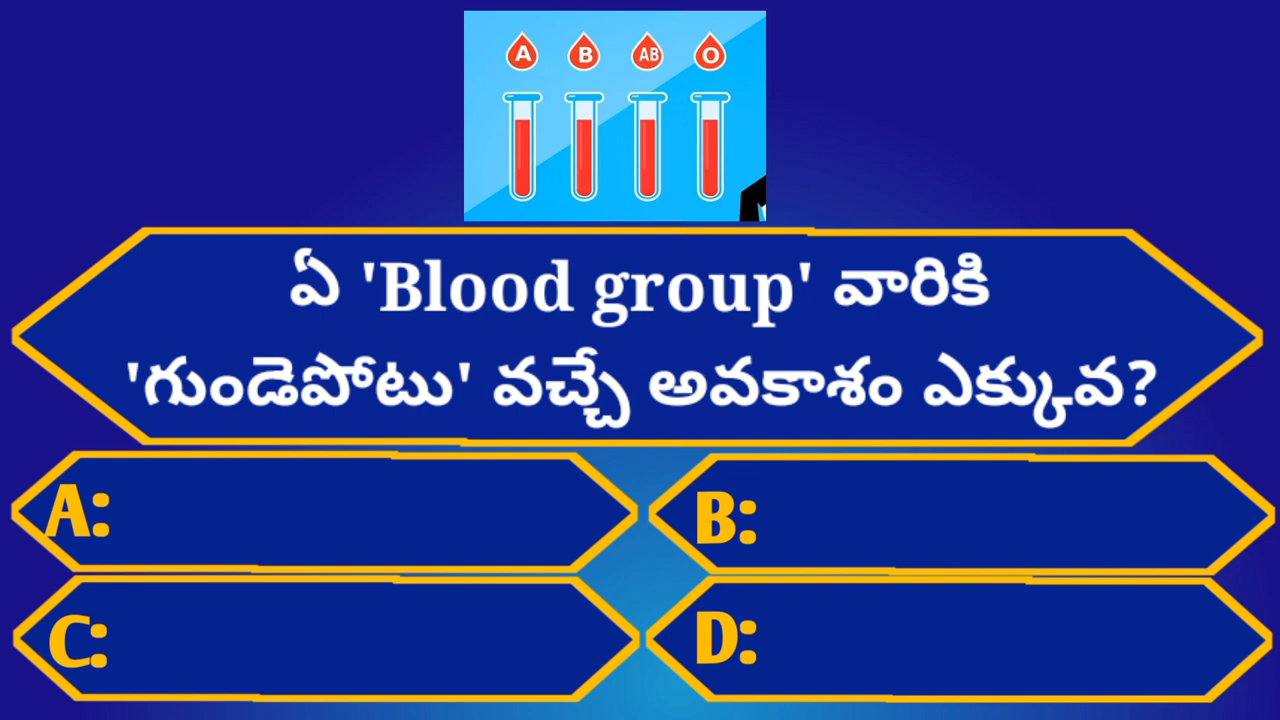 A B AB O
ఏ 'Blood group' వారికి
'గుండెపోటు' వచ్చే అవకాశం ఎక్కువ?
A: B:
C: D: